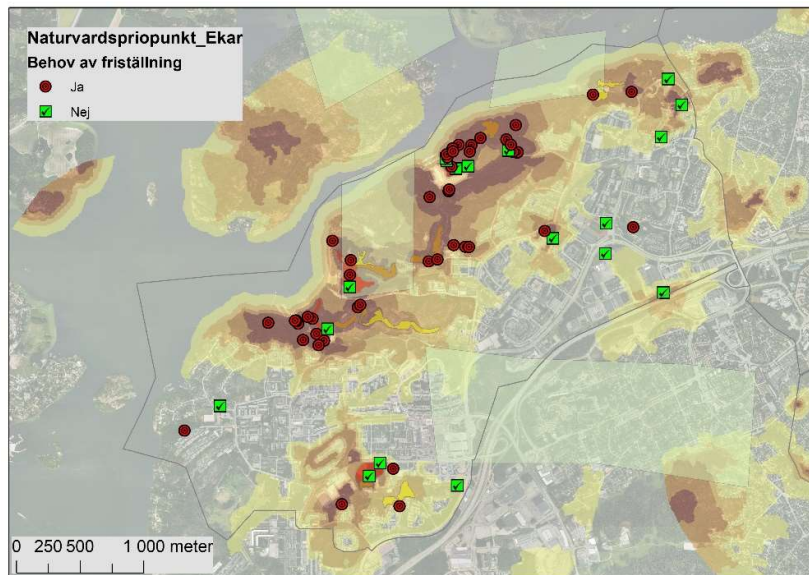 Naturvardspriopunkt_Ekar
Behov av friställning
Ja
Nej
0 250 500 1 000 meter